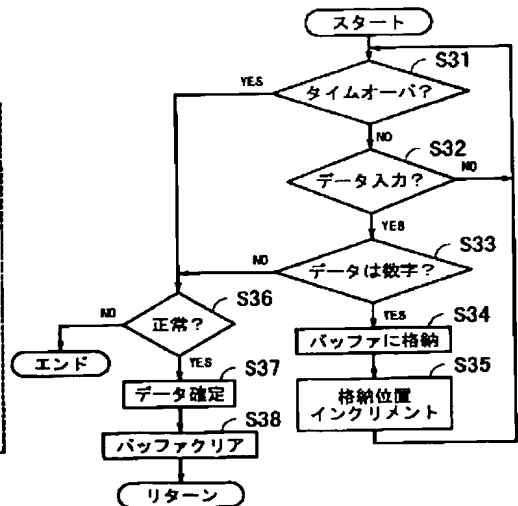 スタート
S31
YES
タイムオーバ?
NO
S32
NO
データ入力?
YES
S33
NO
データは数字?
S36
YES
S34
NO
正常?
バッファに格納
エンド
YES
S37
S35
データ確定
格納位置
インクリメント
S38
バッファクリア
リターン